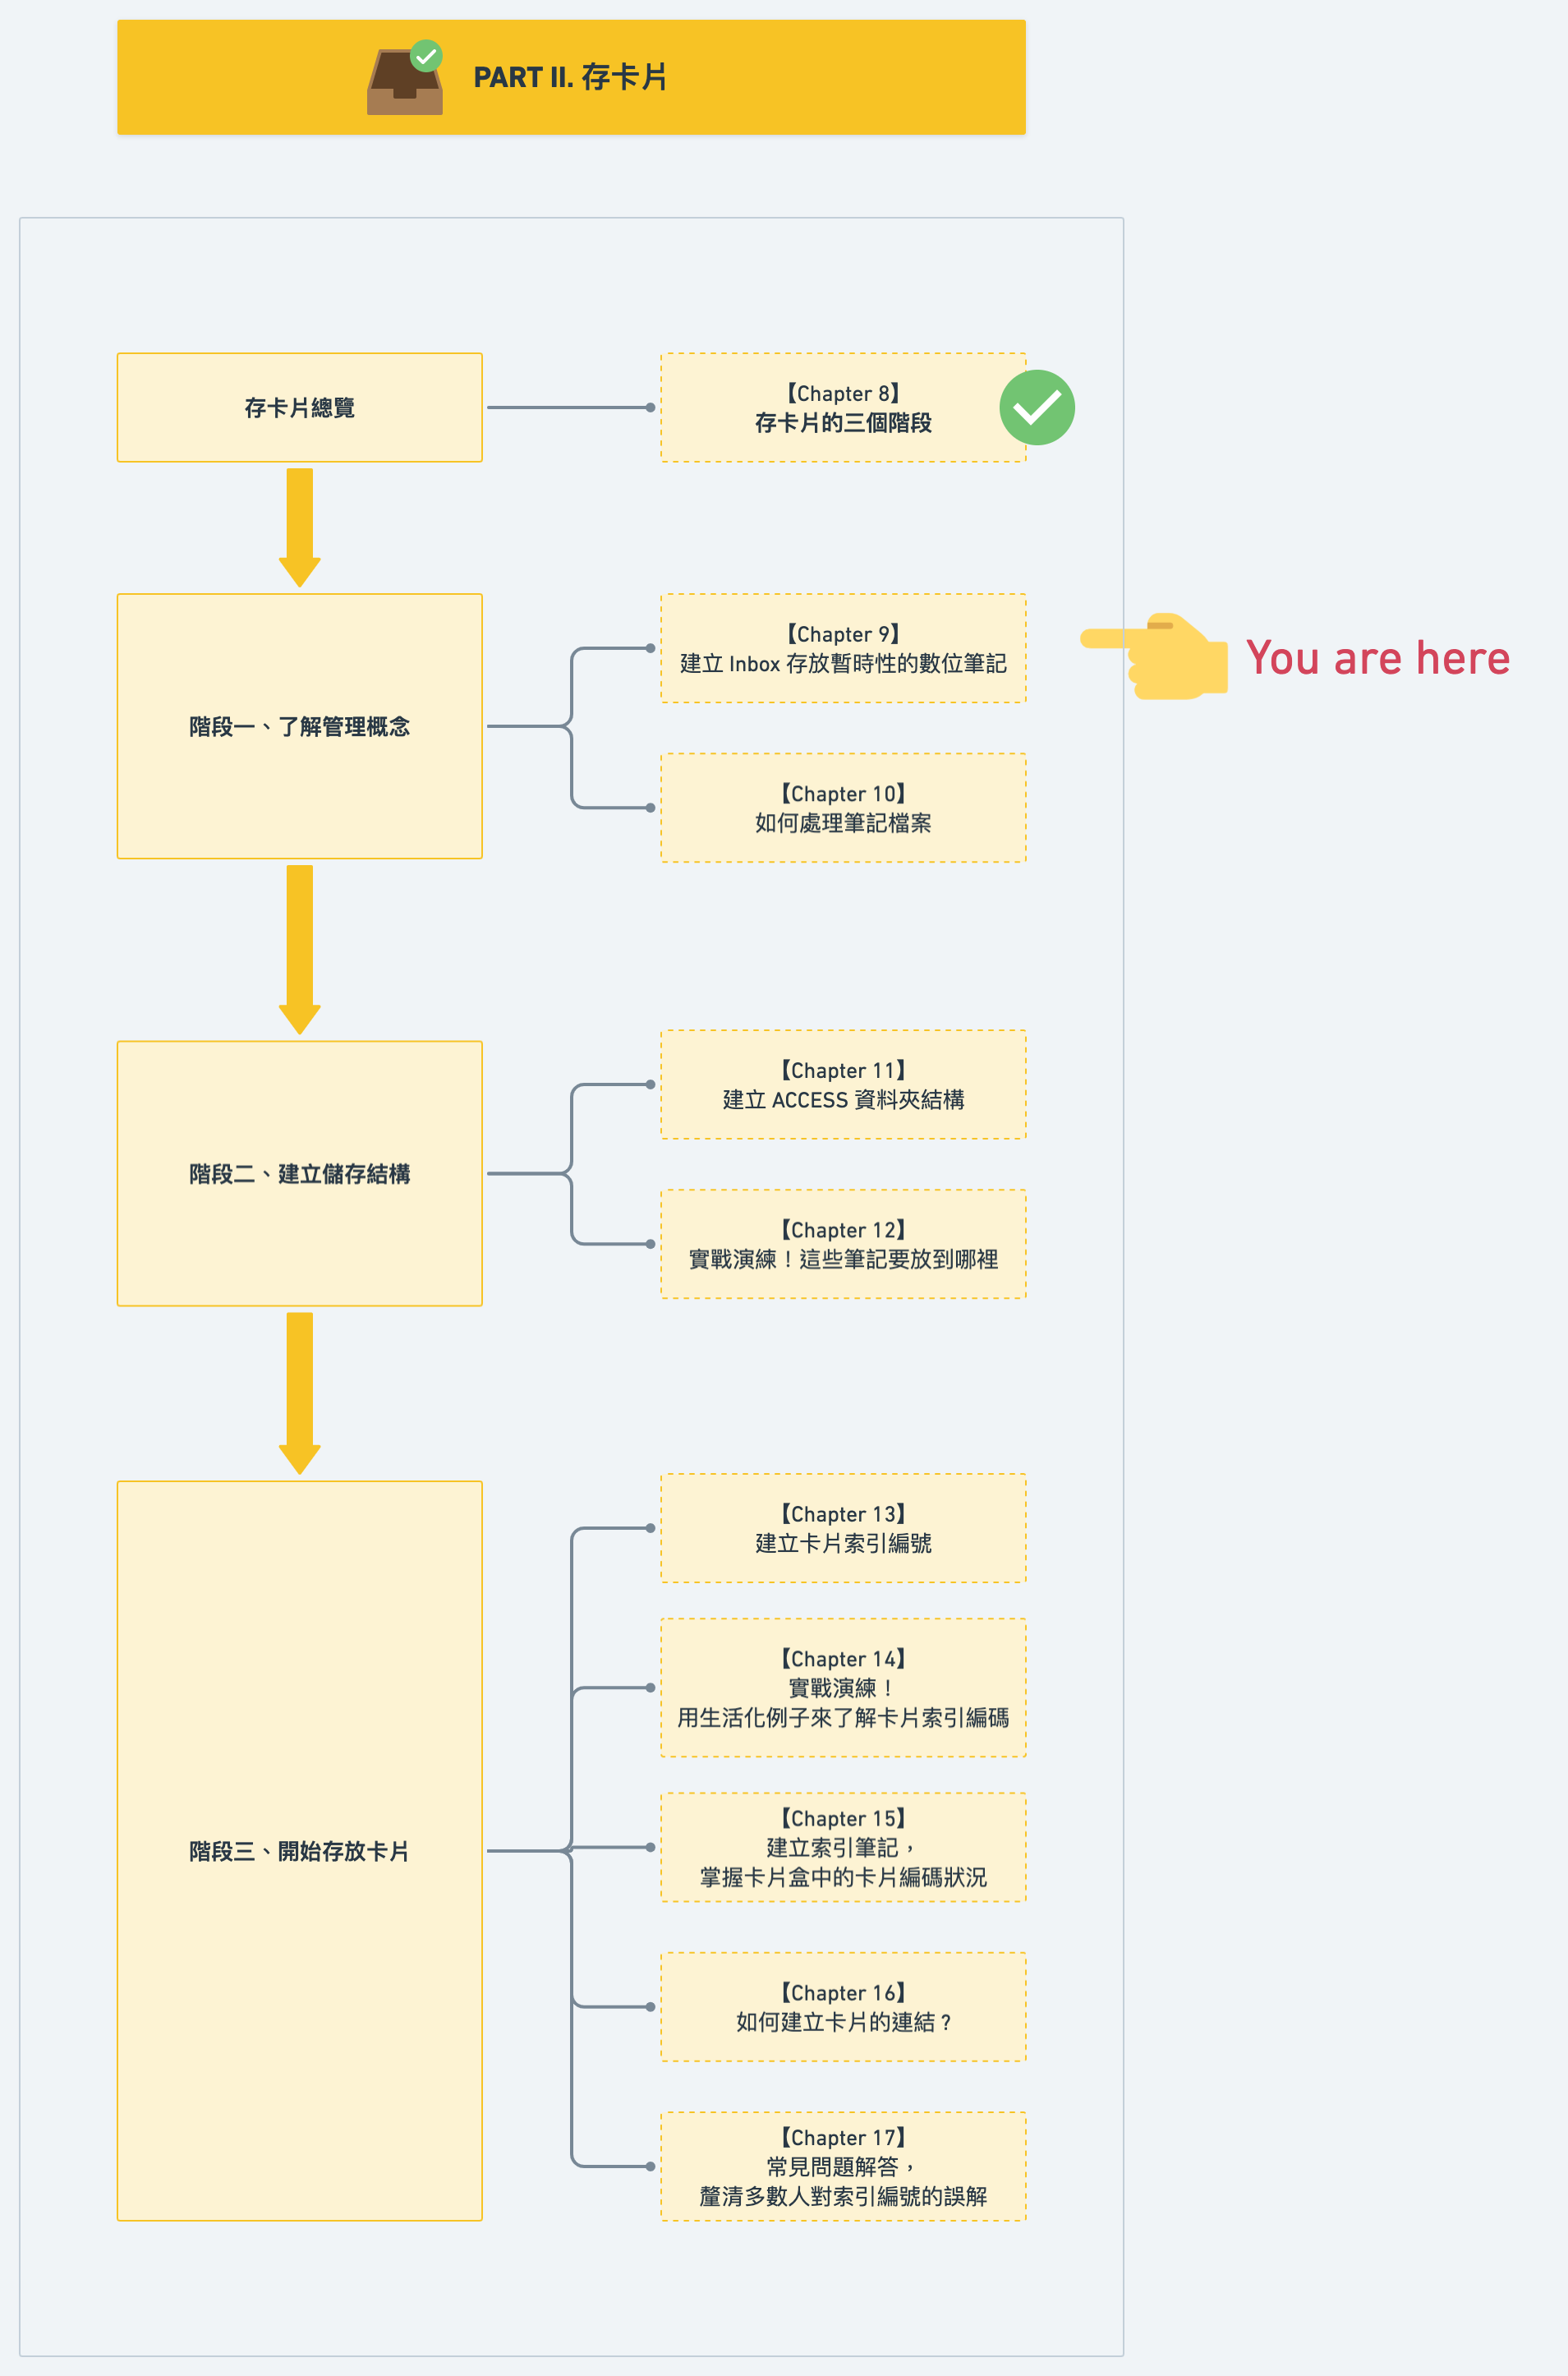 PART II. 存卡片
存卡片總覽
【Chapter 8】
存卡片的三個階段
階段一、了解管理概念
【Chapter 9】
建立 Inbox 存放暫時性的數位筆記
You are here
【Chapter 10】
如何處理筆記檔案
階段二、建立儲存結構
【Chapter 11】
建立 ACCESS 資料夾結構
【Chapter 12】
實戰演練！這些筆記要放到哪裡
階段三、開始存放卡片
【Chapter 13】
建立卡片索引編號
【Chapter 14】
實戰演練！
用生活化例子來了解卡片索引編碼
【Chapter 15】
建立索引筆記，
掌握卡片盒中的卡片編碼狀況
【Chapter 16】
如何建立卡片的連結？
【Chapter 17】
常見問題解答，
釐清多數人對索引編號的誤解